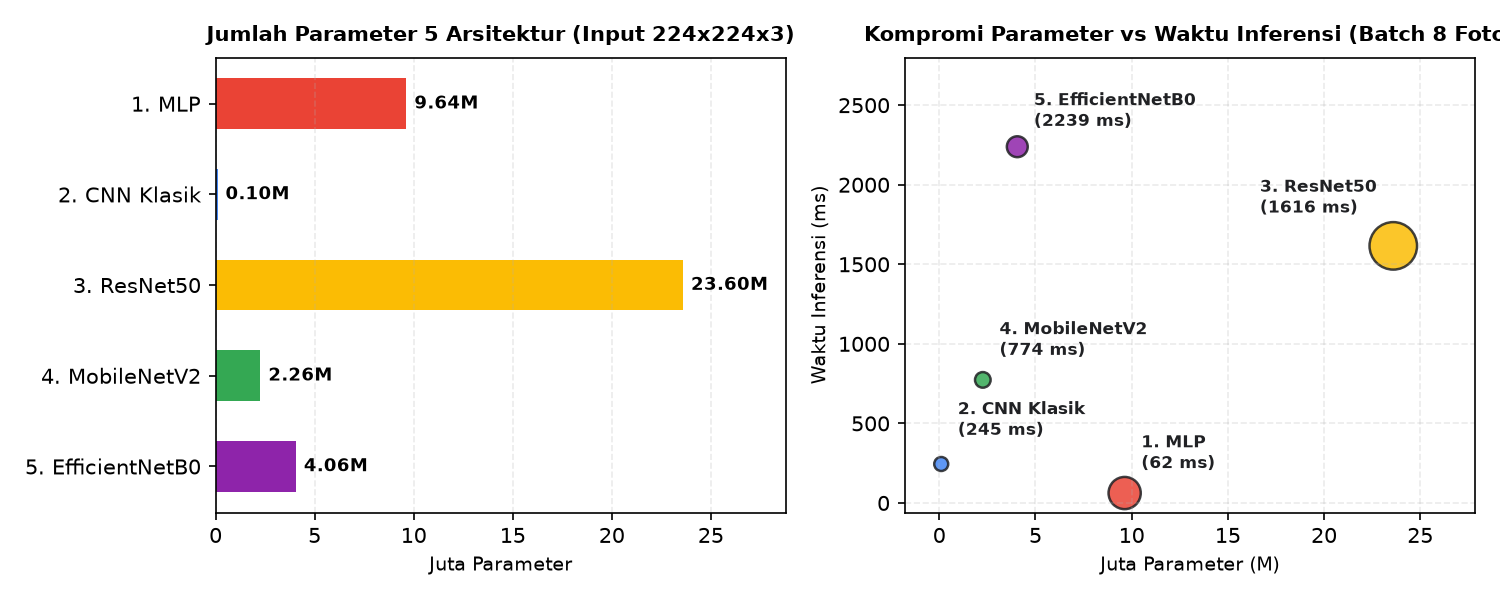 Jumlah Parameter 5 Arsitektur (Input 224x224x3)
1. MLP
9.64M
2. CNN Klasik
0.10M
3. ResNet50
23.60M
4. MobileNetV2
2.26M
5. EfficientNetB0
4.06M
0 5 10 15 20 25
Juta Parameter
Kompromi Parameter vs Waktu Inferensi (Batch 8 Foto
Waktu Inferensi (ms)
2500
2000
1500
1000
500
0
5. EfficientNetB0
(2239 ms)
3. ResNet50
(1616 ms)
4. MobileNetV2
(774 ms)
2. CNN Klasik
(245 ms)
1. MLP
(62 ms)
0 5 10 15 20 25
Juta Parameter (M)